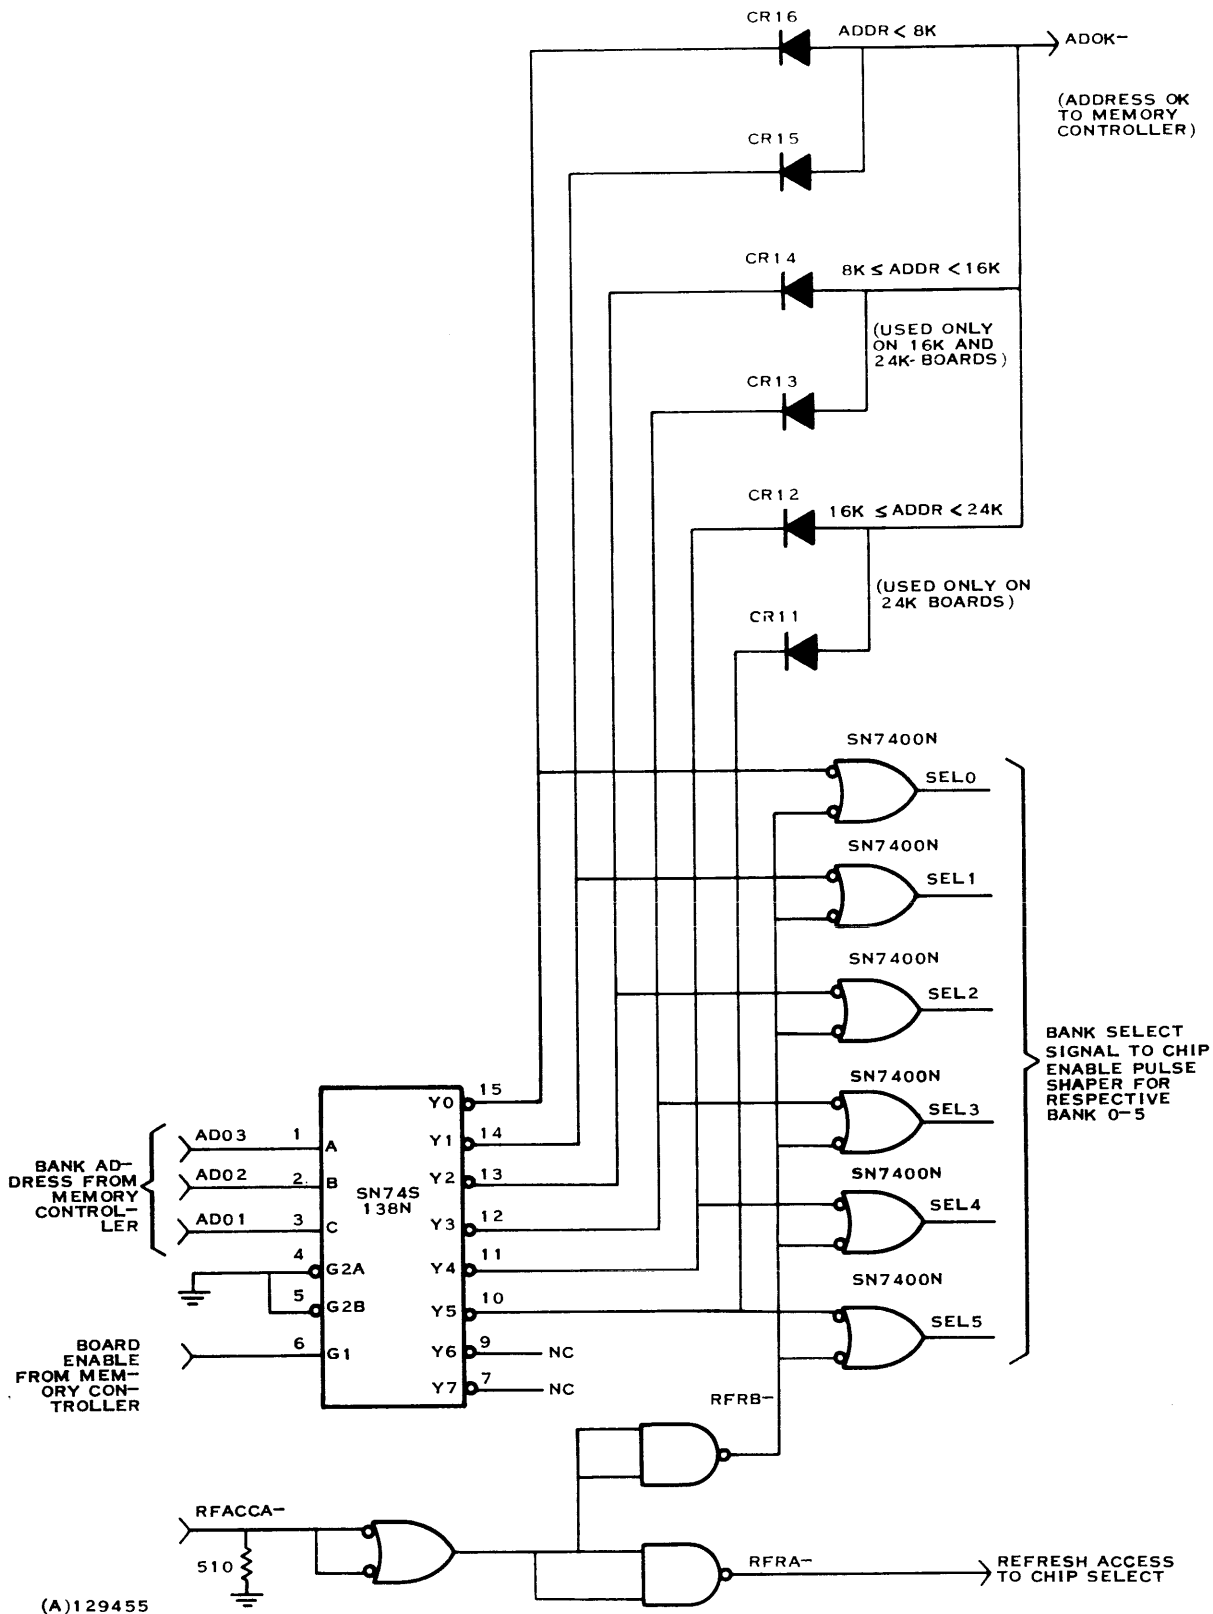 CR16
ADDR < 8K
ADOK-
(ADDRESS OK
TO MEMORY
CONTROLLER)
CR15
CR14
8K ≤ ADDR < 16K
(USED ONLY
ON 16K AND
24K-BOARDS)
CR13
CR12
16K ≤ ADDR < 24K
(USED ONLY ON
24K BOARDS)
CR11
SN7400N
SEL0
SN7400N
SEL1
SN7400N
SEL2
SN7400N
SEL3
SN7400N
SEL4
SN7400N
SEL5
BANK SELECT
SIGNAL TO CHIP
ENABLE PULSE
SHAPER FOR
RESPECTIVE
BANK 0-5
BANK AD-
DRESS FROM
MEMORY
CONTROL-
LER
AD03
1
A
AD02
2
B
AD01
3
C
4
G2A
5
G2B
6
G1
BOARD
ENABLE
FROM MEM-
ORY CON-
TROLLER
SN74S
138N
Y0
15
Y1
14
Y2
13
Y3
12
Y4
11
Y5
10
Y6
9
NC
Y7
7
NC
RFRB-
RFACCA-
510
RFRA-
REFRESH ACCESS
TO CHIP SELECT
(A)129455